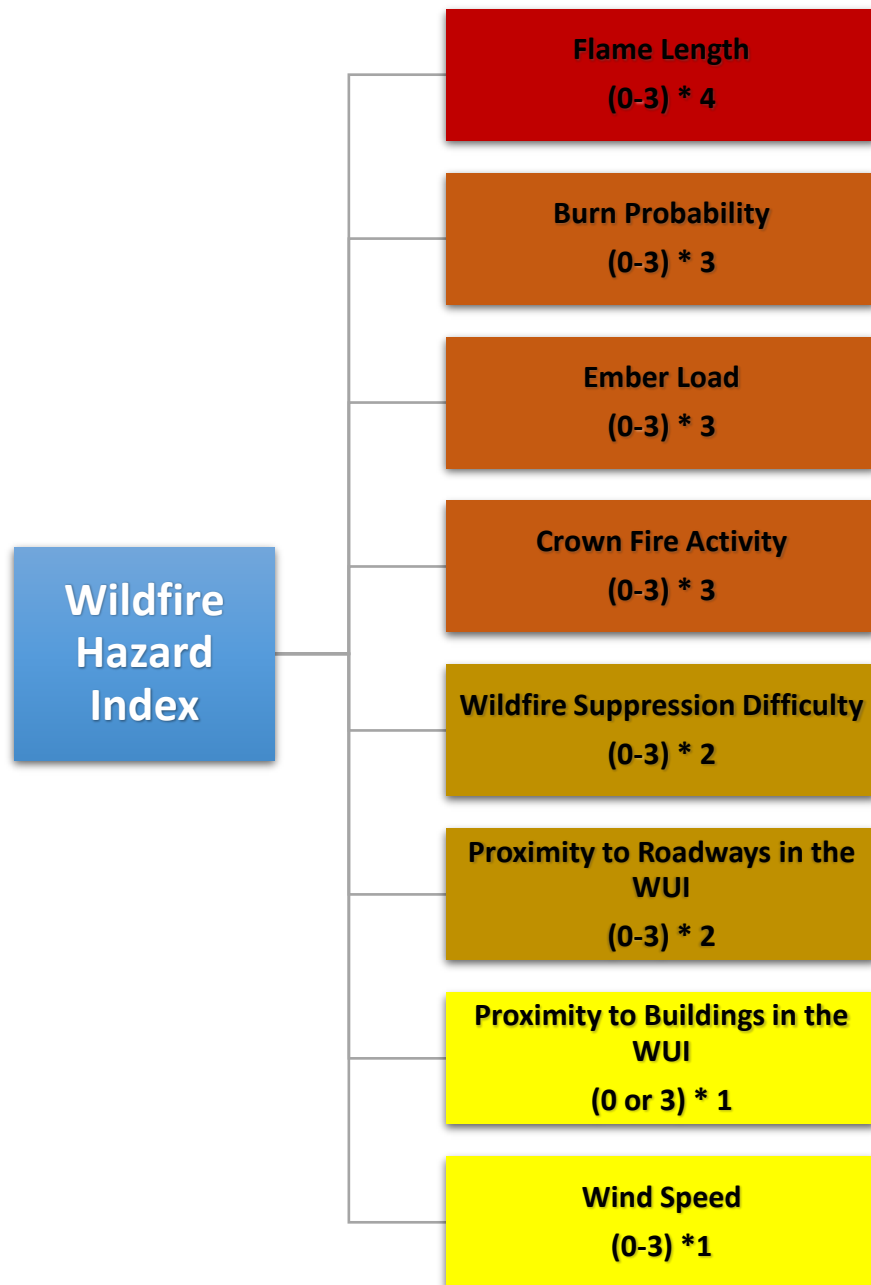 Flame Length
(0-3) * 4
Burn Probability
(0-3) * 3
Ember Load
(0-3) * 3
Crown Fire Activity
(0-3) * 3
Wildfire
Hazard
Index
Wildfire Suppression Difficulty
(0-3) * 2
Proximity to Roadways in the
WUI
(0-3) * 2
Proximity to Buildings in the
WUI
(0 or 3) * 1
Wind Speed
(0-3) *1